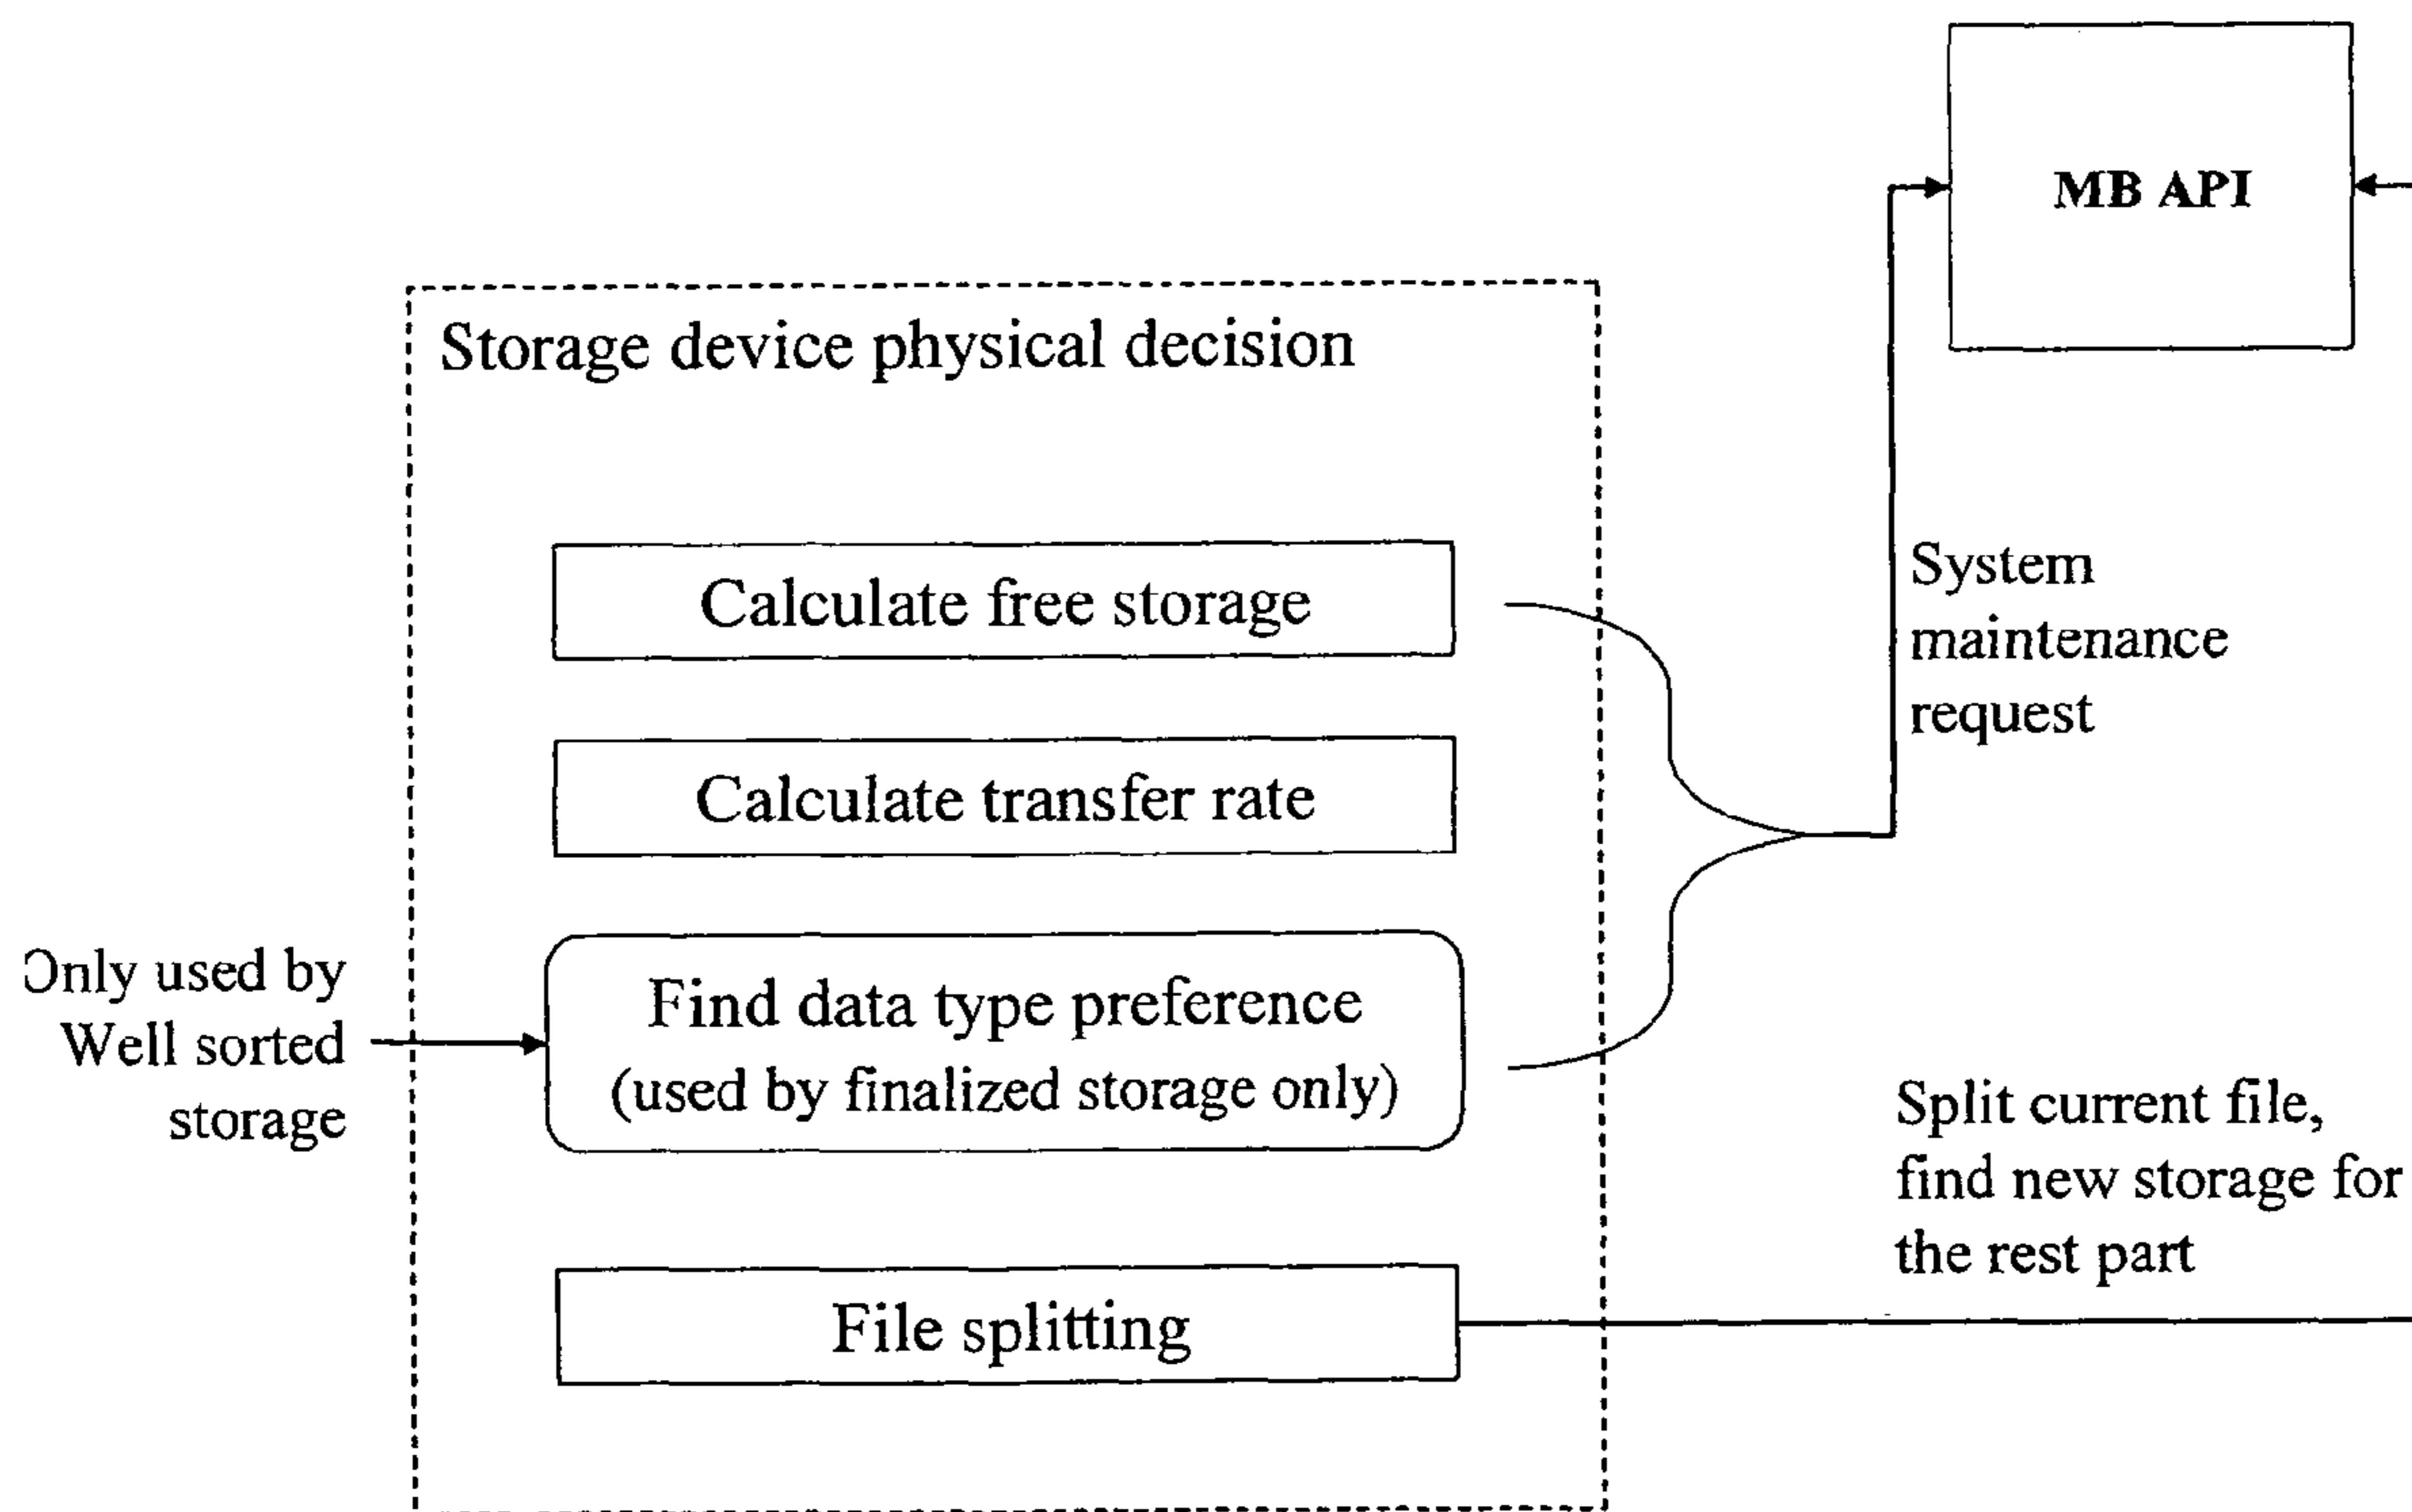 MB API
Storage device physical decision
Calculate free storage
System
maintenance
request
Calculate transfer rate
Only used by
Well sorted
storage
Find data type preference
(used by finalized storage only)
Split current file,
find new storage for
the rest part
File splitting